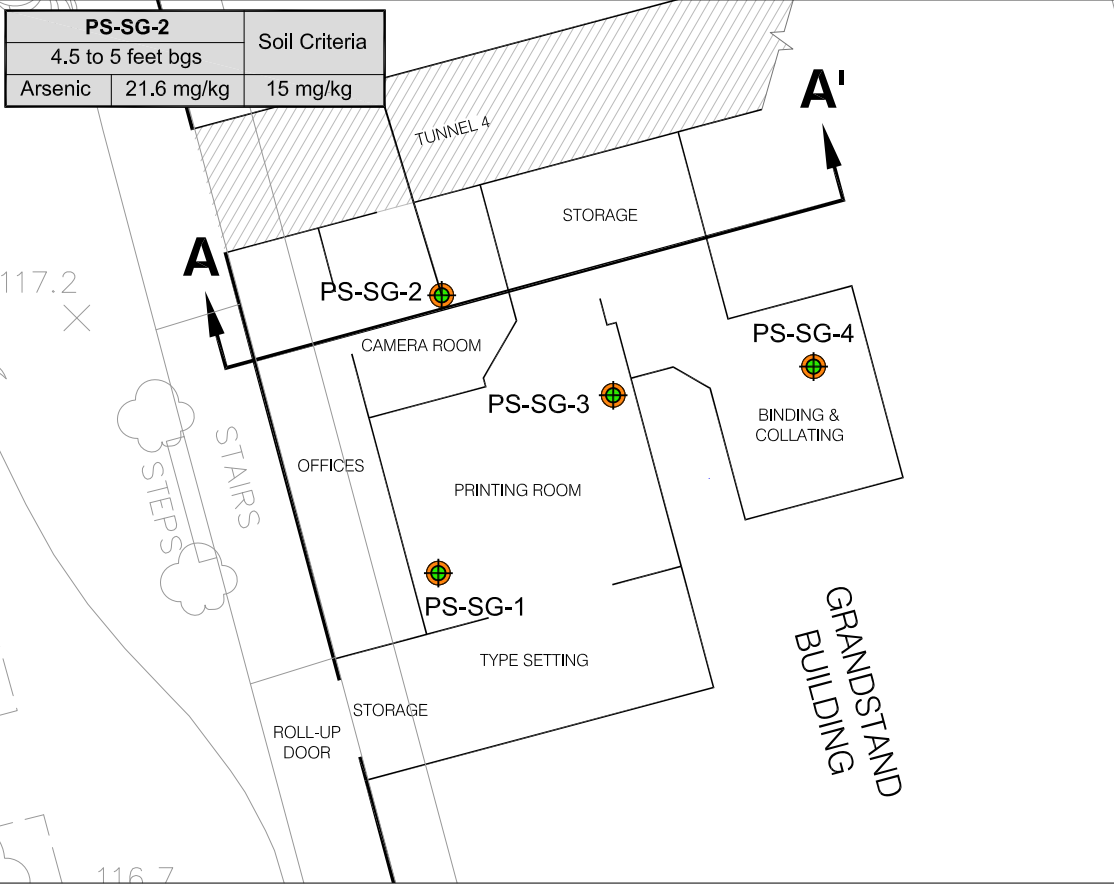 PS-SG-2
Soil Criteria
4.5 to 5 feet bgs
Arsenic 21.6 mg/kg 15 mg/kg
A'
TUNNEL 4
STORAGE
A
117.2
PS-SG-2
CAMERA ROOM
PS-SG-4
PS-SG-3
BINDING &
COLLATING
OFFICES
STAIRS
STEPS
PRINTING ROOM
PS-SG-1
TYPE SETTING
GRANDSTAND
BUILDING
STORAGE
ROLL-UP
DOOR
116.7